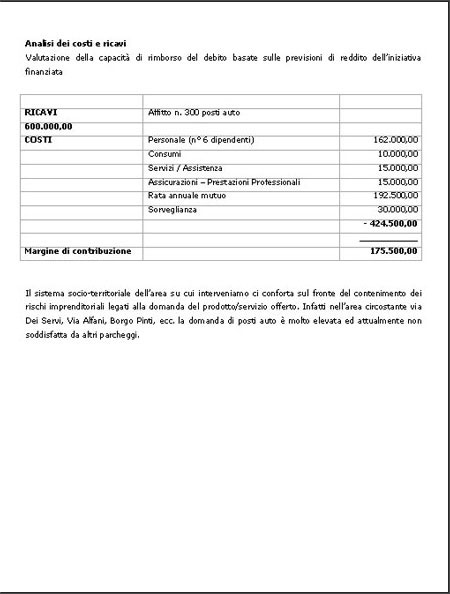 Analisi dei costi e ricavi
Valutazione della capacità di rimborso del debito basate sulle previsioni di reddito dell'iniziativa
finanziata
RICAVI Affitto n. 300 posti auto
600.000,00
COSTI Personale (n° 6 dipendenti) 162.000,00
Consumi 10.000,00
Servizi / Assistenza 15.000,00
Assicurazioni – Prestazioni Professionali 15.000,00
Rata annuale mutuo 192.500,00
Sorveglianza 30.000,00
- 424.500,00
Margine di contribuzione 175.500,00
Il sistema socio-territoriale dell'area su cui interveniamo ci conforta sul fronte del contenimento dei
rischi imprenditoriali legati alla domanda del prodotto/servizio offerto. Infatti nell'area circostante via
Dei Servi, Via Alfani, Borgo Pinti, ecc. la domanda di posti auto è molto elevata ed attualmente non
soddisfatta da altri parcheggi.